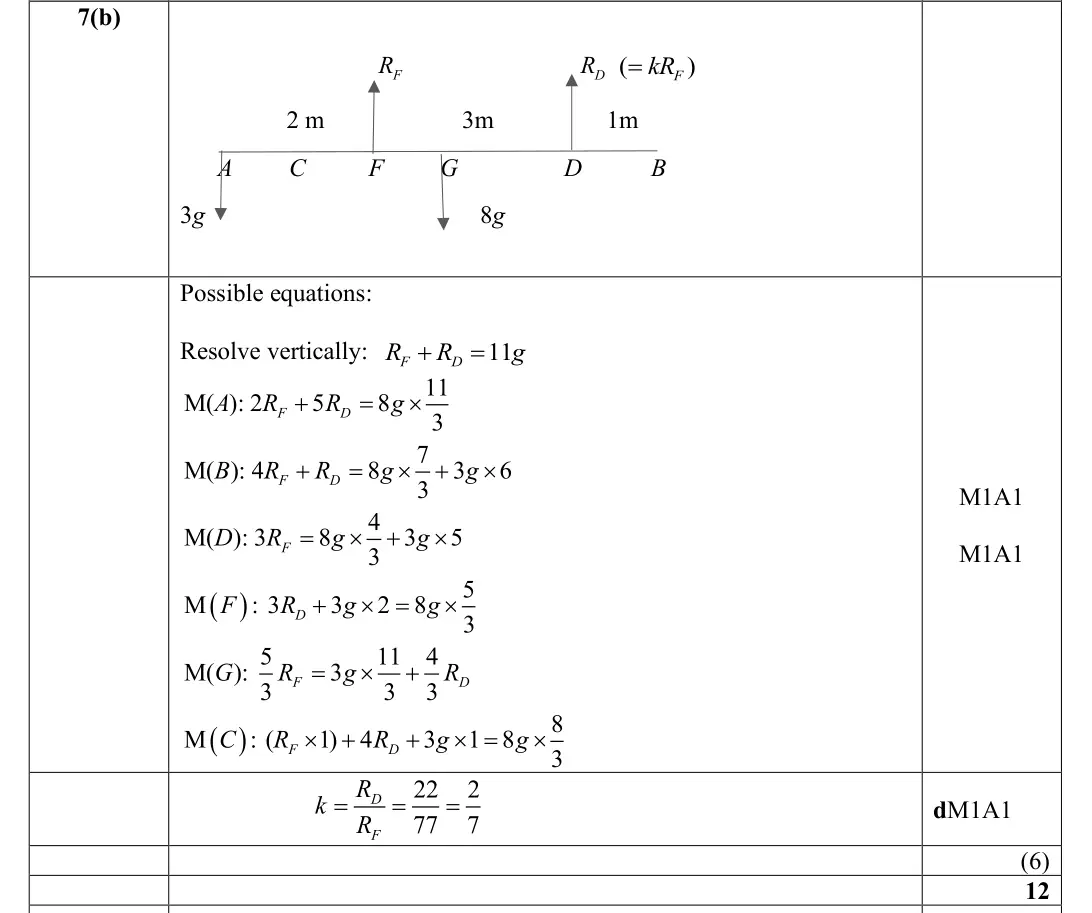 7(b)
R_F R_D (= kR_F)
2 m 3m 1m
A C F G D B
3g 8g
Possible equations:
Resolve vertically: R_F + R_D = 11g
M(A): 2R_F + 5R_D = 8g × 11/3
M(B): 4R_F + R_D = 8g × 7/3 + 3g × 6
M(D): 3R_F = 8g × 4/3 + 3g × 5
M(F): 3R_D + 3g × 2 = 8g × 5/3
M(G): 5/3 R_F = 3g × 11/3 + 4/3 R_D
M(C): (R_F × 1) + 4R_D + 3g × 1 = 8g × 8/3
M1A1
M1A1
k = R_D/R_F = 22/77 = 2/7
dM1A1
(6)
12